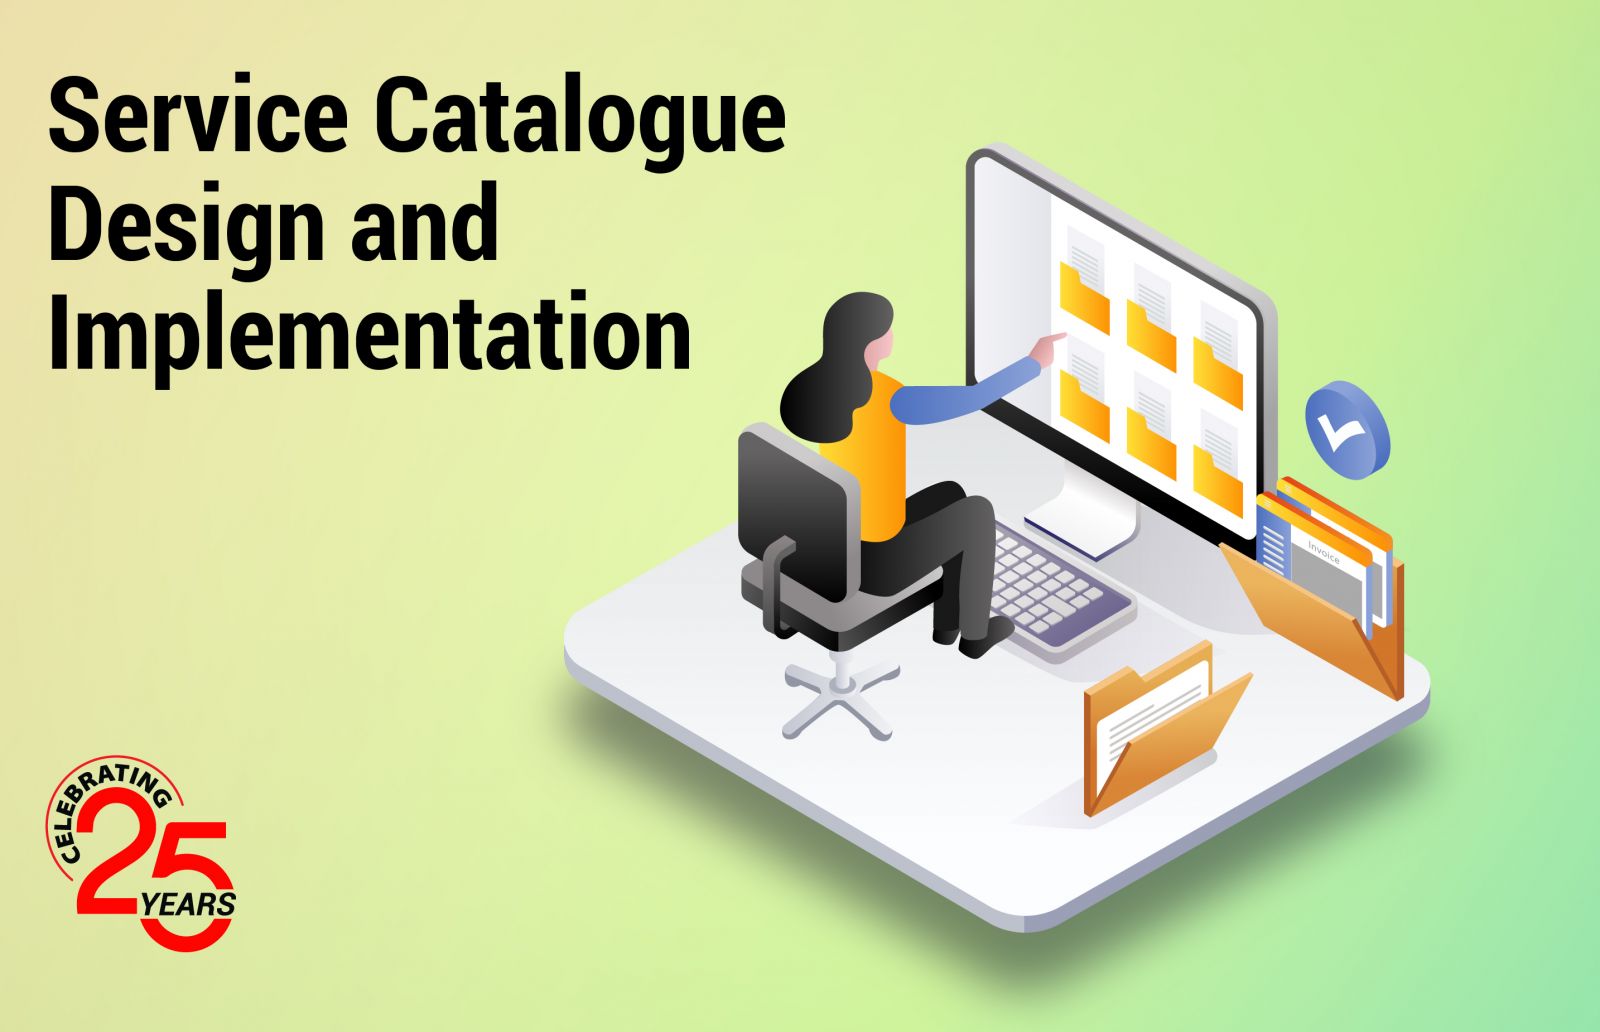 Service Catalogue
Design and
Implementation
Invoice
CELEBRATING
25
YEARS